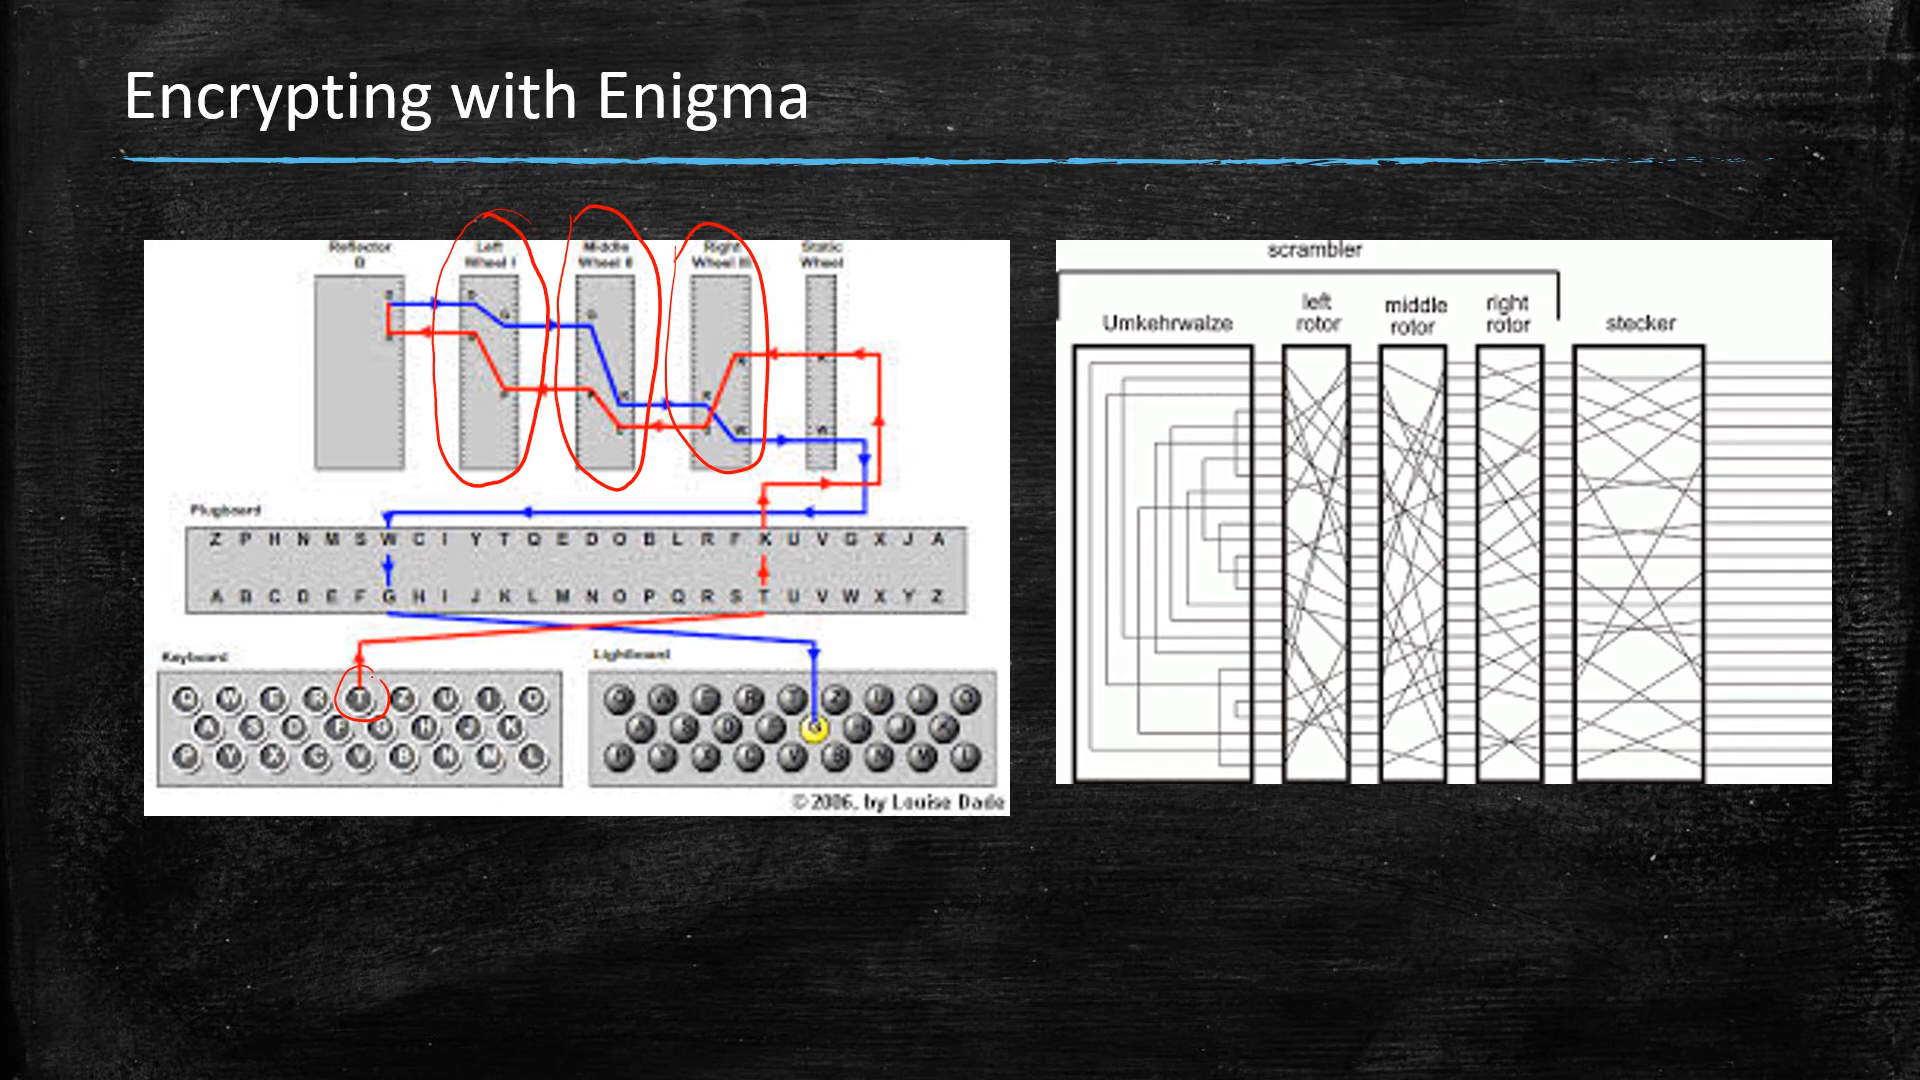 Encrypting with Enigma
Reflector
Left
Wheel I
Middle
Wheel II
Right
Wheel III
Static
Wheel
Plugboard
Z P H N M S W C I Y T Q E D O B L R F K U V G X J A
A B C D E F G H I J K L M N O P Q R S T U V W X Y Z
Keyboard
Lightboard
© 2006, by Louise Dade
scrambler
Umkehrwalze
left
rotor
middle
rotor
right
rotor
stecker